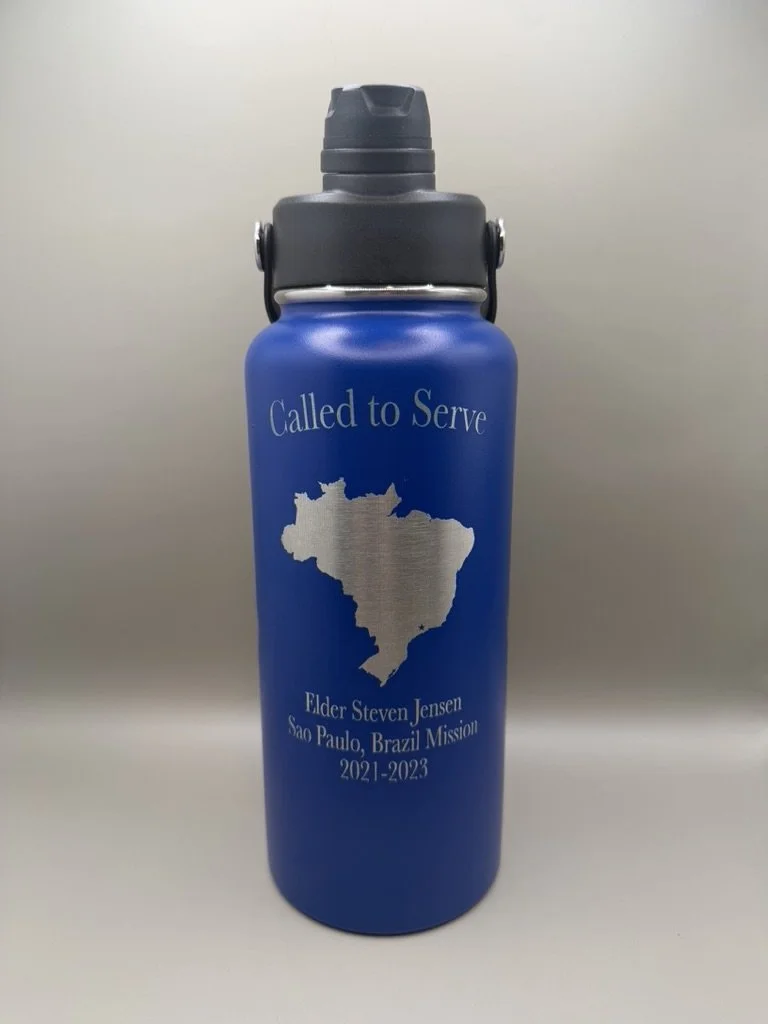 Called to Serve
Elder Steven Jensen
Sao Paulo, Brazil Mission
2021-2023